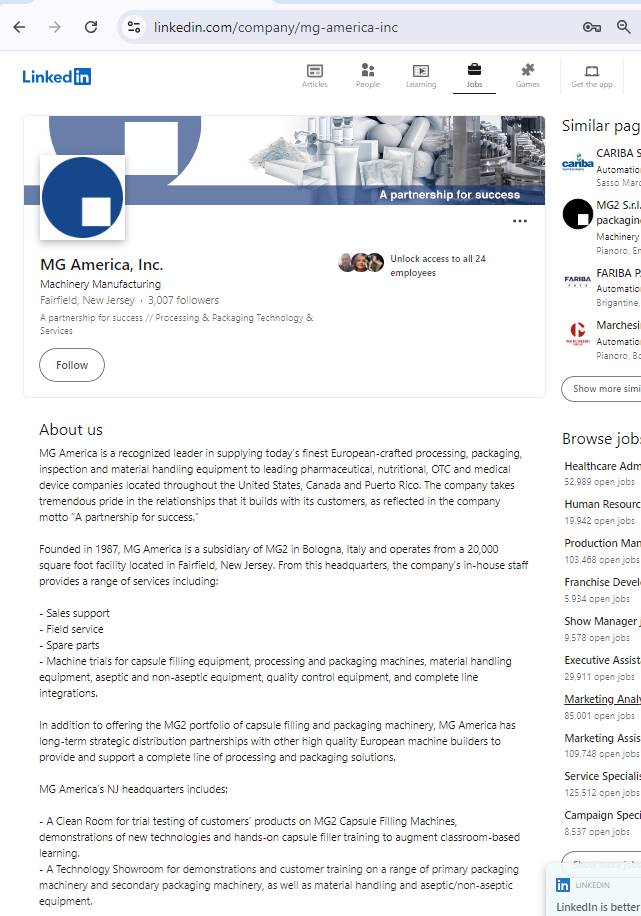 linkedin.com/company/mg-america-inc
Linked in
Articles
People
Learning
Jobs
Games
Get the app
A partnership for success
MG America, Inc.
Machinery Manufacturing
Fairfield, New Jersey · 3,007 followers
A partnership for success // Processing & Packaging Technology &
Services
Unlock access to all 24
employees
Follow
About us
MG America is a recognized leader in supplying today's finest European-crafted processing, packaging,
inspection and material handling equipment to leading pharmaceutical, nutritional, OTC and medical
device companies located throughout the United States, Canada and Puerto Rico. The company takes
tremendous pride in the relationships that it builds with its customers, as reflected in the company
motto "A partnership for success."
Founded in 1987, MG America is a subsidiary of MG2 in Bologna, Italy and operates from a 20,000
square foot facility located in Fairfield, New Jersey. From this headquarters, the company's in-house staff
provides a range of services including:
- Sales support
- Field service
- Spare parts
- Machine trials for capsule filling equipment, processing and packaging machines, material handling
equipment, aseptic and non-aseptic equipment, quality control equipment, and complete line
integrations.
In addition to offering the MG2 portfolio of capsule filling and packaging machinery, MG America has
long-term strategic distribution partnerships with other high quality European machine builders to
provide and support a complete line of processing and packaging solutions.
MG America's NJ headquarters includes:
- A Clean Room for trial testing of customers' products on MG2 Capsule Filling Machines,
demonstrations of new technologies and hands-on capsule filler training to augment classroom-based
learning.
- A Technology Showroom for demonstrations and customer training on a range of primary packaging
machinery and secondary packaging machinery, as well as material handling and aseptic/non-aseptic
equipment.
Similar pag
cariba
CARIBA S
Automation
Sasso Marc
MG2 S.r.l.
packaging
Machinery
Pianoro, En
FARIBA
FARIBA P
Automation
Brigantine,
Marchesi
Automation
Pianoro, Bo
Show more simi
Browse jobs
Healthcare Adm
52,989 open jobs
Human Resourc
19,942 open jobs
Production Man
103,468 open jobs
Franchise Devel
5,934 open jobs
Show Manager j
9,578 open jobs
Executive Assist
29,911 open jobs
Marketing Analy
85,001 open jobs
Marketing Assis
109,748 open jobs
Service Specialis
125,512 open jobs
Campaign Speci
8,537 open jobs
in LINKEDIN
LinkedIn is better